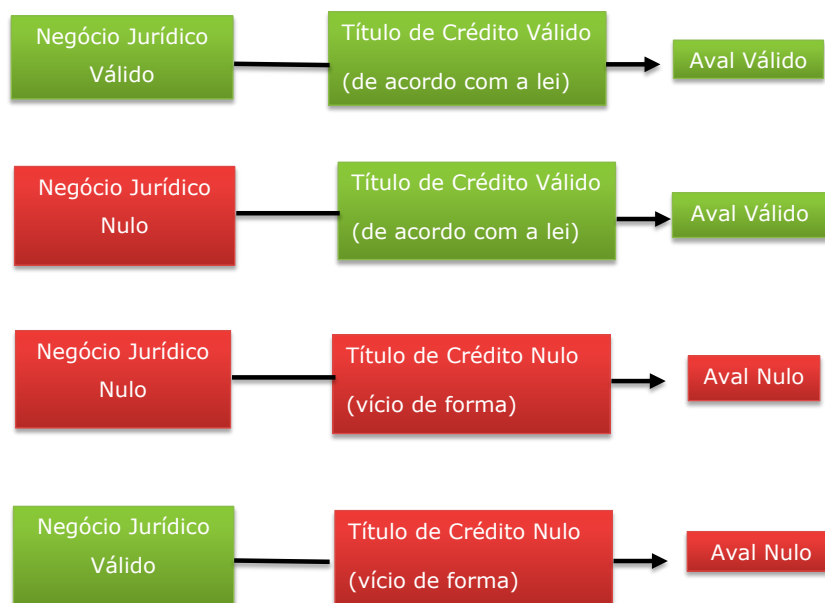 Negócio Jurídico
Válido
Título de Crédito Válido
(de acordo com a lei)
Aval Válido
Negócio Jurídico
Nulo
Título de Crédito Válido
(de acordo com a lei)
Aval Válido
Negócio Jurídico
Nulo
Título de Crédito Nulo
(vício de forma)
Aval Nulo
Negócio Jurídico
Válido
Título de Crédito Nulo
(vício de forma)
Aval Nulo